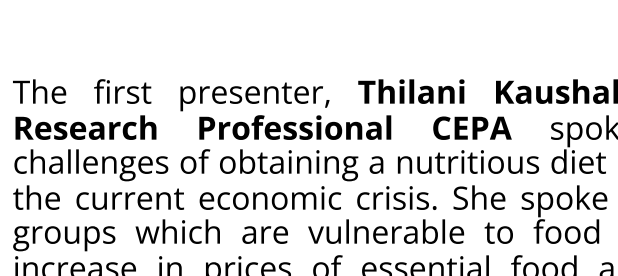 The first presenter, Thilani Kaushal
Research Professional CEPA spok
challenges of obtaining a nutritious diet
the current economic crisis. She spoke
groups which are vulnerable to food
increase in prices of essential food a